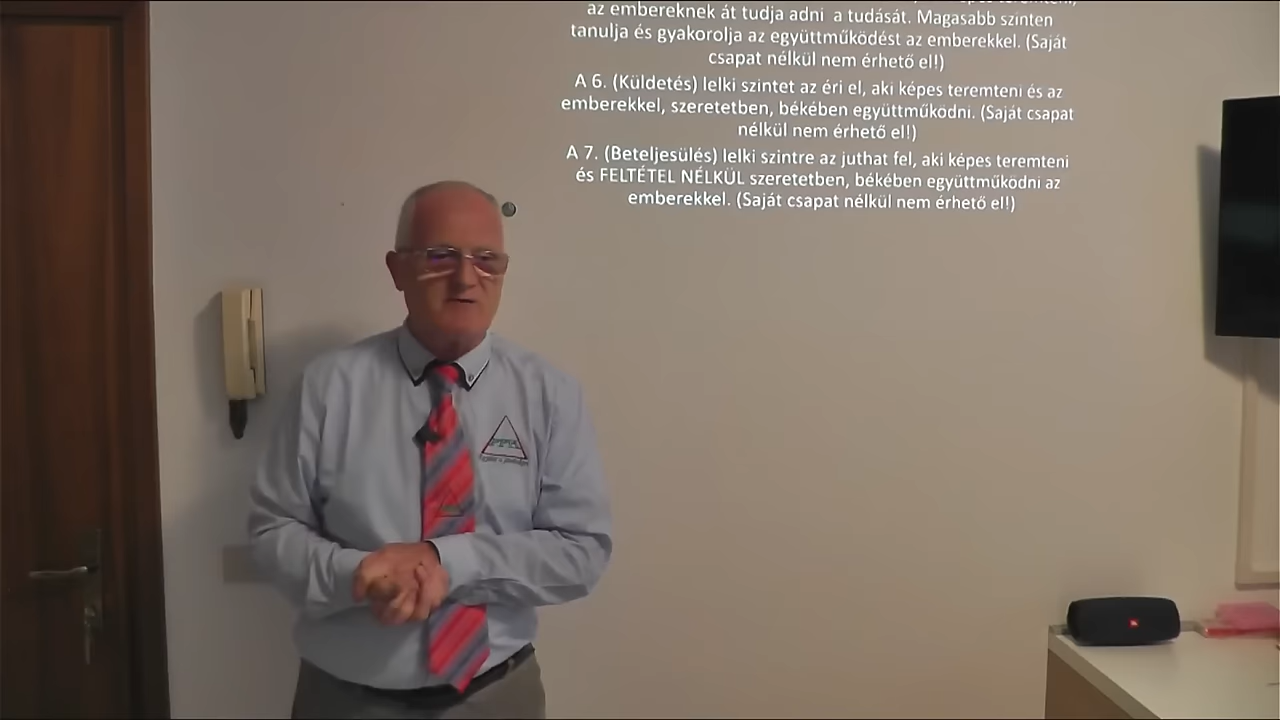 az embereknek át tudja adni a tudását. Magasabb szinten
tanulja és gyakorolja az együttműködést az emberekkel. (Saját
csapat nélkül nem érhető el!)
A 6. (Küldetés) lelki szintet az éri el, aki képes teremteni és az
emberekkel, szeretetben, békében együttműködni. (Saját csapat
nélkül nem érhető el!)
A 7. (Beteljesülés) lelki szintre az juthat fel, aki képes teremteni
és FELTÉTEL NÉLKÜL szeretetben, békében együttműködni az
emberekkel. (Saját csapat nélkül nem érhető el!)